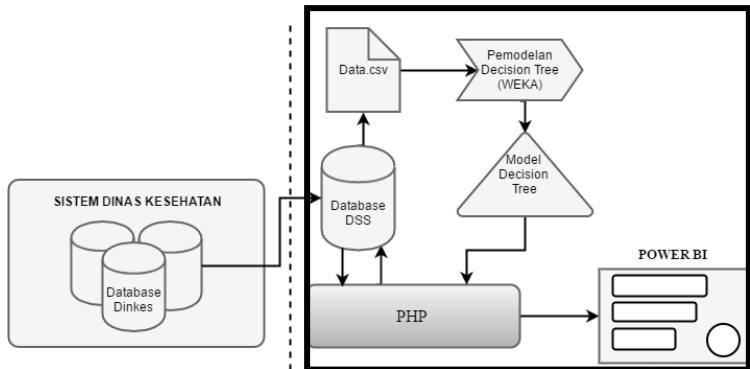 Data.csv
Pemodelan
Decision Tree
(WEKA)
Model
Decision
Tree
SISTEM DINAS KESEHATAN
Database
DSS
Database
Dinkes
POWER BI
PHP